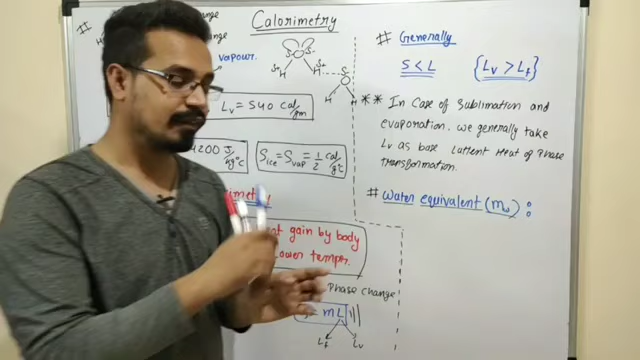 Calorimetry
change
vapour.
Lv = 540 Cal/gm
4200 J/kg°C
Sice = Svap = 1/2 cal/g°C
gain by body
Lower tempr.
Phase Change
mL
Lf Lv
# Generally
S < L {Lv > Lf}
** In Case of Sublimation and
evaporation. we generally take
Lv as base Lattent Heat of Phase
Transformation.
# Water equivalent (mw) :